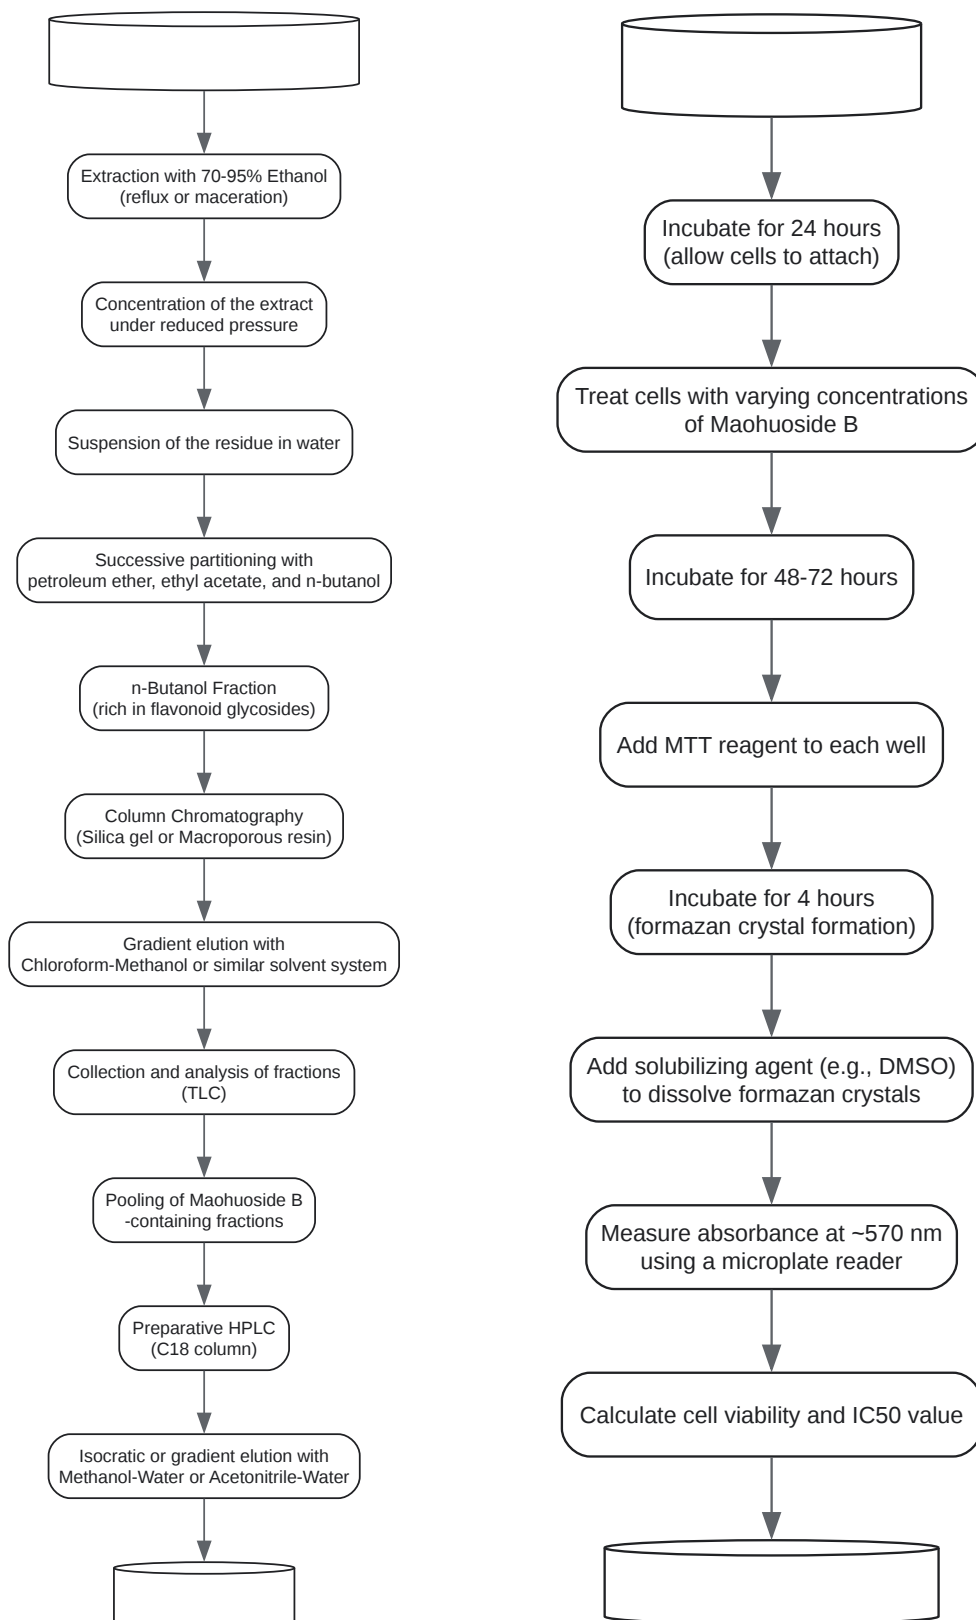 Extraction with 70-95% Ethanol
(reflux or maceration)
Concentration of the extract
under reduced pressure
Suspension of the residue in water
Successive partitioning with
petroleum ether, ethyl acetate, and n-butanol
n-Butanol Fraction
(rich in flavonoid glycosides)
Column Chromatography
(Silica gel or Macroporous resin)
Gradient elution with
Chloroform-Methanol or similar solvent system
Collection and analysis of fractions
(TLC)
Pooling of Maohuoside B
-containing fractions
Preparative HPLC
(C18 column)
Isocratic or gradient elution with
Methanol-Water or Acetonitrile-Water
Incubate for 24 hours
(allow cells to attach)
Treat cells with varying concentrations
of Maohuoside B
Incubate for 48-72 hours
Add MTT reagent to each well
Incubate for 4 hours
(formazan crystal formation)
Add solubilizing agent (e.g., DMSO)
to dissolve formazan crystals
Measure absorbance at ~570 nm
using a microplate reader
Calculate cell viability and IC50 value